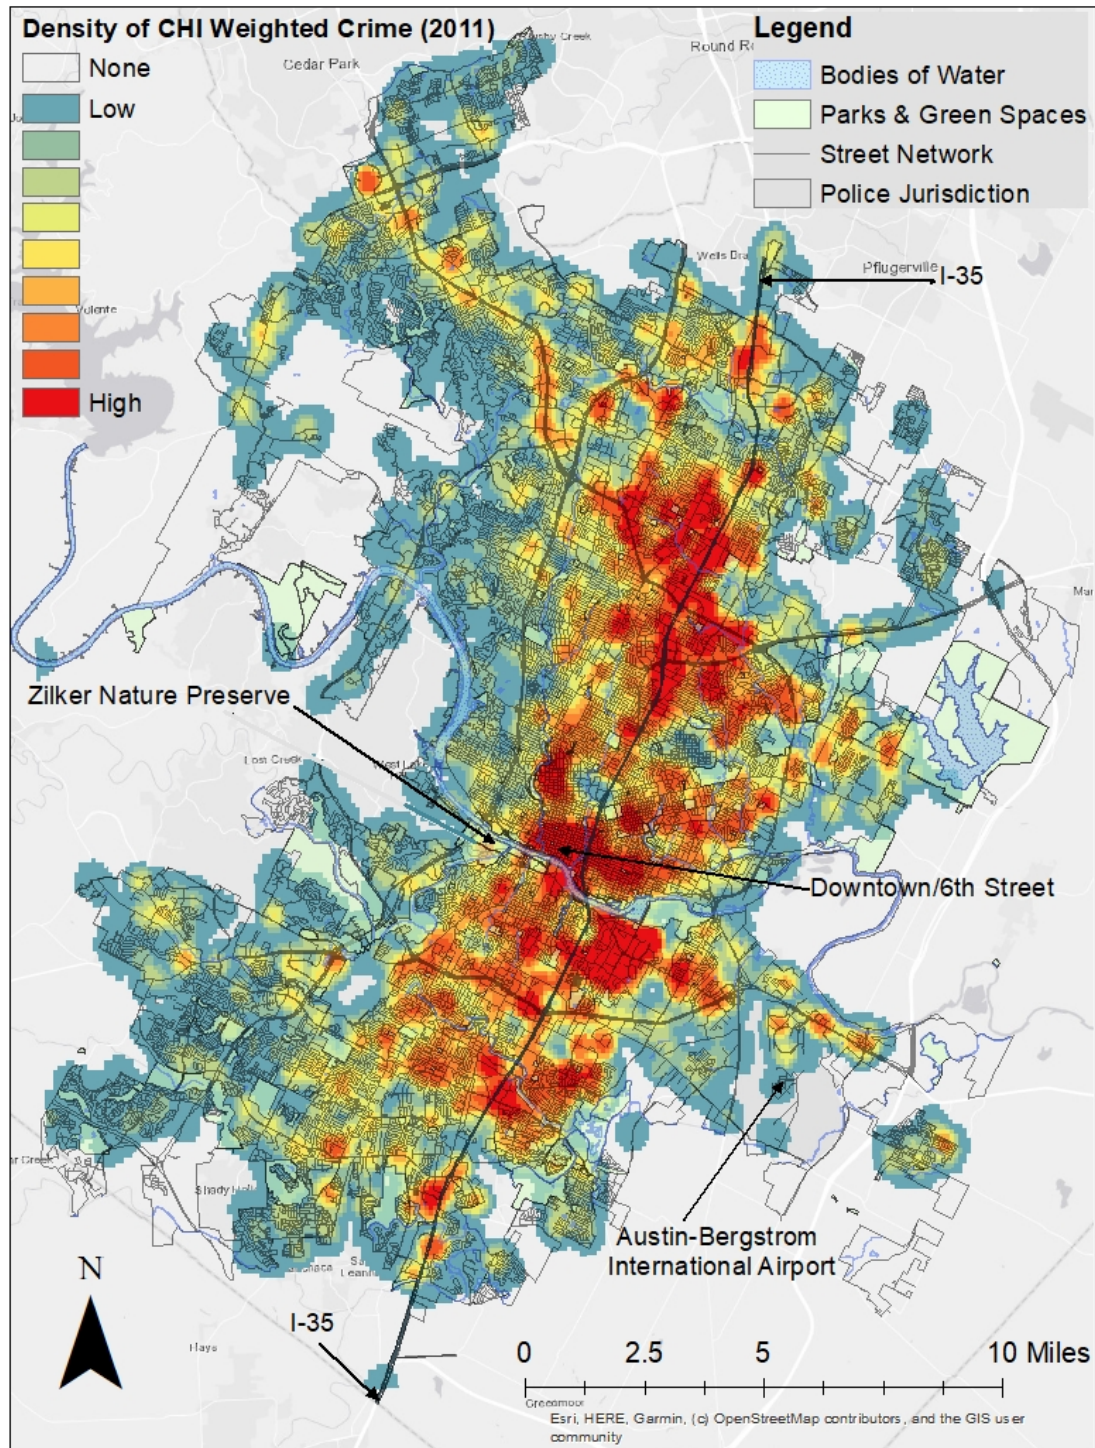 Density of CHI Weighted Crime (2011)
None
Low
High
Legend
Bodies of Water
Parks & Green Spaces
Street Network
Police Jurisdiction
Cedar Park
Creek
Round
Pflugerville
I-35
Volente
Zilker Nature Preserve
Lost Creek
Downtown/6th Street
Austin-Bergstrom
International Airport
Shady
Leann
N
I-35
Hays
0 2.5 5 10 Miles
Esri, HERE, Garmin, (c) OpenStreetMap contributors, and the GIS user
community